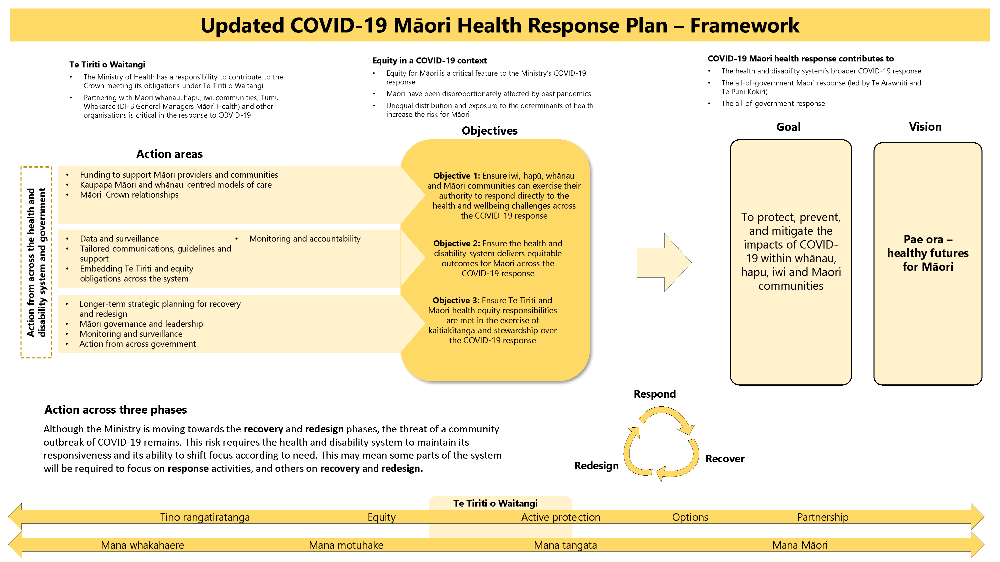 Updated COVID-19 Māori Health Response Plan – Framework
Te Tiriti o Waitangi
• The Ministry of Health has a responsibility to contribute to the
Crown meeting its obligations under Te Tiriti o Waitangi
• Partnering with Māori whānau, hapū, iwi, communities, Tumu
Whakarae (DHB General Managers Māori Health) and other
organisations is critical in the response to COVID-19
Equity in a COVID-19 context
• Equity for Māori is a critical feature to the Ministry's COVID-19
response
• Māori have been disproportionately affected by past pandemics
• Unequal distribution and exposure to the determinants of health
increase the risk for Māori
COVID-19 Māori health response contributes to
• The health and disability system's broader COVID-19 response
• The all-of-government Māori response (led by Te Arawhiti and
Te Puni Kōkiri)
• The all-of-government response
Action from across the health and
disability system and government
Action areas
• Funding to support Māori providers and communities
• Kaupapa Māori and whānau-centred models of care
• Māori–Crown relationships
• Data and surveillance
• Tailored communications, guidelines and
support
• Embedding Te Tiriti and equity
obligations across the system
• Monitoring and accountability
• Longer-term strategic planning for recovery
and redesign
• Māori governance and leadership
• Monitoring and surveillance
• Action from across government
Objectives
Objective 1: Ensure iwi, hapū, whānau
and Māori communities can exercise their
authority to respond directly to the
health and wellbeing challenges across
the COVID-19 response
Objective 2: Ensure the health and
disability system delivers equitable
outcomes for Māori across the
COVID-19 response
Objective 3: Ensure Te Tiriti and
Māori health equity responsibilities
are met in the exercise of
kaitiakitanga and stewardship over
the COVID-19 response
Goal
To protect, prevent,
and mitigate the
impacts of COVID-
19 within whānau,
hapū, iwi and Māori
communities
Vision
Pae ora –
healthy futures
for Māori
Action across three phases
Although the Ministry is moving towards the recovery and redesign phases, the threat of a community
outbreak of COVID-19 remains. This risk requires the health and disability system to maintain its
responsiveness and its ability to shift focus according to need. This may mean some parts of the system
will be required to focus on response activities, and others on recovery and redesign.
Respond
Recover
Redesign
Te Tiriti o Waitangi
Tino rangatiratanga Equity Active protection Options Partnership
Mana whakahaere Mana motuhake Mana tangata Mana Māori